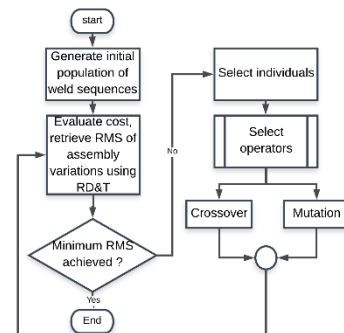 start
Generate initial
population of
weld sequences
Evaluate cost,
retrieve RMS of
assembly
variations using
RD&T
Minimum RMS
achieved ?
Yes
End
No
Select individuals
Select
operators
Crossover
Mutation